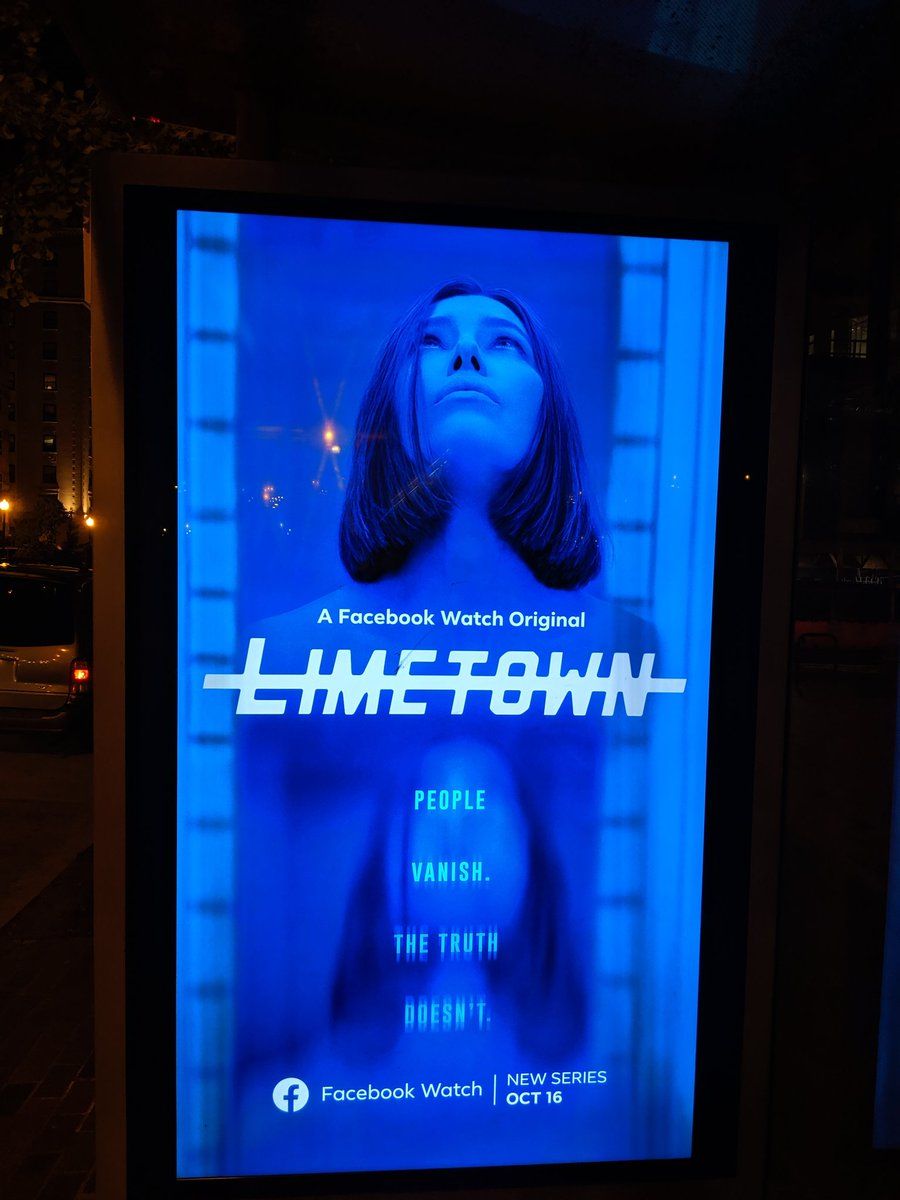 A Facebook Watch Original
LIMETOWN
PEOPLE
VANISH.
THE TRUTH
DOESN'T.
Facebook Watch
NEW SERIES
OCT 16